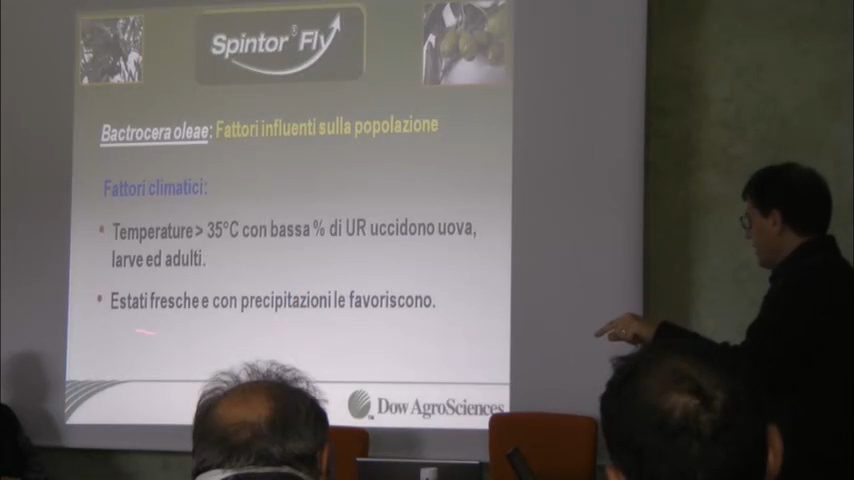 Spintor® Fly
Bactrocera oleae: Fattori influenti sulla popolazione
Fattori climatici:
• Temperature > 35°C con bassa % di UR uccidono uova,
larve ed adulti.
• Estati fresche e con precipitazioni le favoriscono.
™ Dow AgroSciences